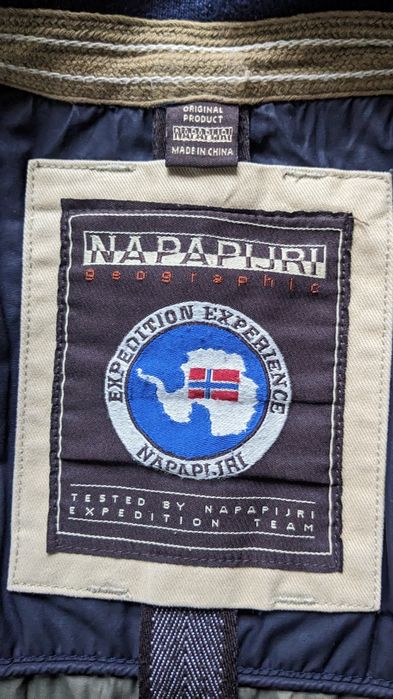 ORIGINAL
PRODUCT
NAPAPIJRI
MADE IN CHINA
NAPAPIJRI
geographic
EXPEDITION EXPERIENCE
NAPAPIJRI
TESTED BY NAPAPIJRI
EXPEDITION TEAM